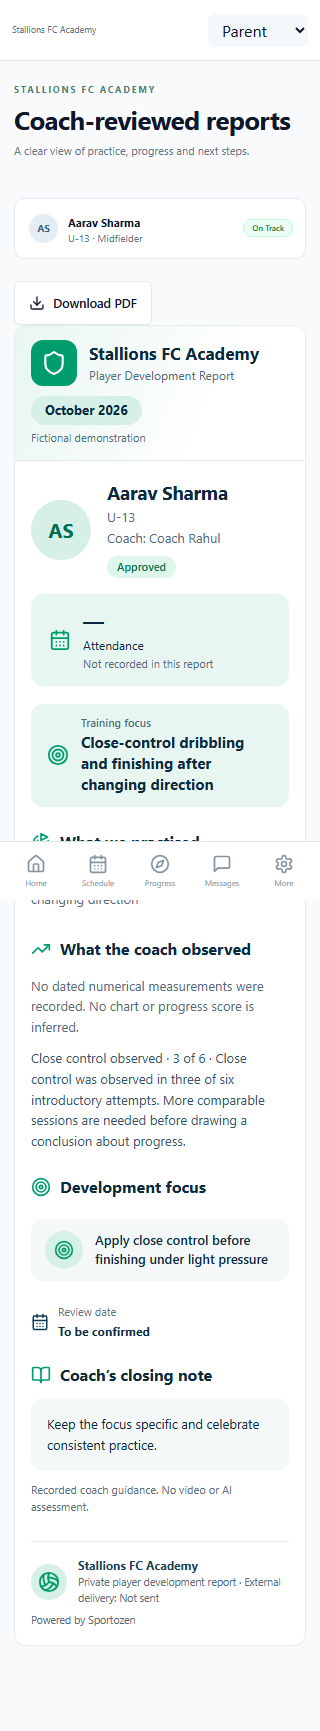 Stallions FC Academy
Parent
STALLIONS FC ACADEMY
Coach-reviewed reports
A clear view of practice, progress and next steps.
AS
Aarav Sharma
U-13 · Midfielder
On Track
Download PDF
Stallions FC Academy
Player Development Report
October 2026
Fictional demonstration
AS
Aarav Sharma
U-13
Coach: Coach Rahul
Approved
—
Attendance
Not recorded in this report
Training focus
Close-control dribbling
and finishing after
changing direction
What we practised
Home
Schedule
Progress
Messages
More
changing direction
What the coach observed
No dated numerical measurements were
recorded. No chart or progress score is
inferred.
Close control observed · 3 of 6 · Close
control was observed in three of six
introductory attempts. More comparable
sessions are needed before drawing a
conclusion about progress.
Development focus
Apply close control before
finishing under light pressure
Review date
To be confirmed
Coach’s closing note
Keep the focus specific and celebrate
consistent practice.
Recorded coach guidance. No video or AI
assessment.
Stallions FC Academy
Private player development report · External
delivery: Not sent
Powered by Sportozen